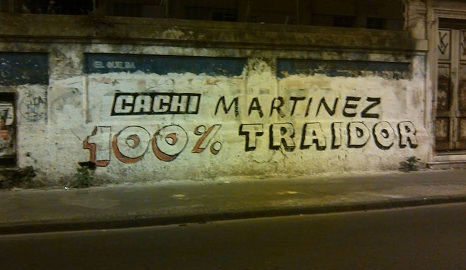 CACHI MARTINEZ
100% TRAIDOR